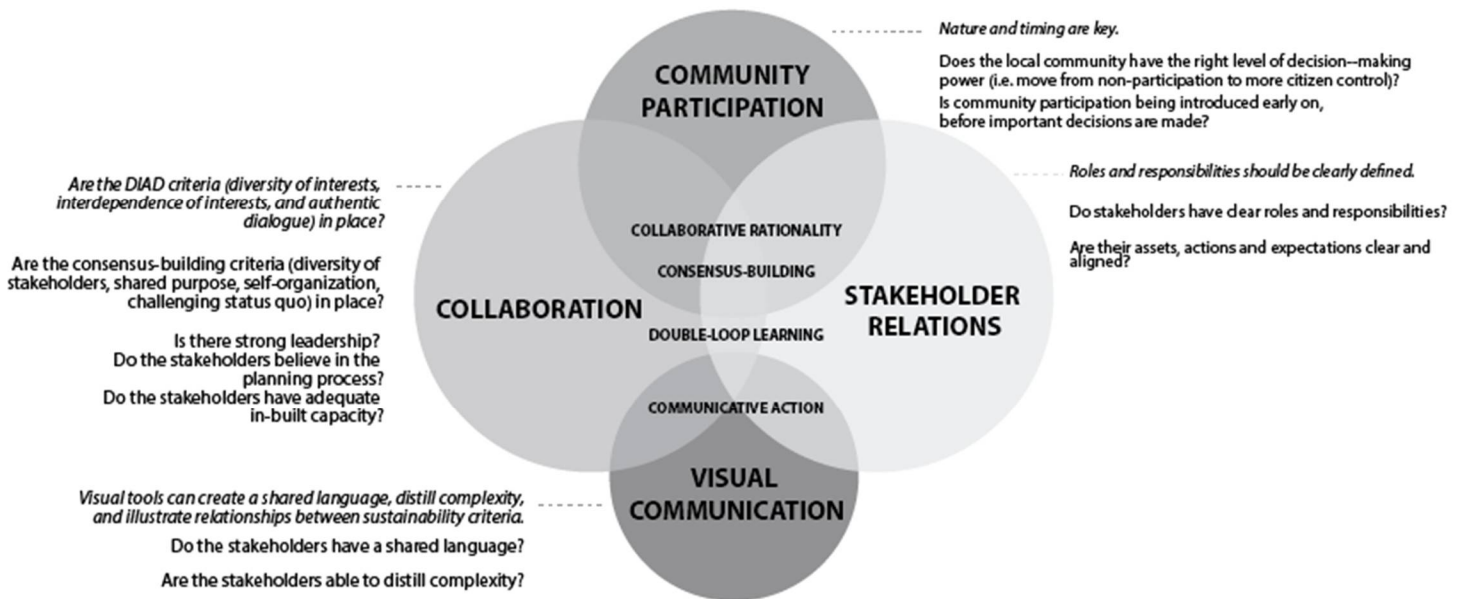 COMMUNITY
PARTICIPATION
Nature and timing are key.
Does the local community have the right level of decision--making
power (i.e. move from non-participation to more citizen control)?
Is community participation being introduced early on,
before important decisions are made?
Are the DIAD criteria (diversity of interests,
interdependence of interests, and authentic
dialogue) in place?
Are the consensus-building criteria (diversity of
stakeholders, shared purpose, self-organization,
challenging status quo) in place?
Is there strong leadership?
Do the stakeholders believe in the
planning process?
Do the stakeholders have adequate
in-built capacity?
COLLABORATION
COLLABORATIVE RATIONALITY
CONSENSUS-BUILDING
DOUBLE-LOOP LEARNING
COMMUNICATIVE ACTION
STAKEHOLDER
RELATIONS
Roles and responsibilities should be clearly defined.
Do stakeholders have clear roles and responsibilities?
Are their assets, actions and expectations clear and
aligned?
VISUAL
COMMUNICATION
Visual tools can create a shared language, distill complexity,
and illustrate relationships between sustainability criteria.
Do the stakeholders have a shared language?
Are the stakeholders able to distill complexity?